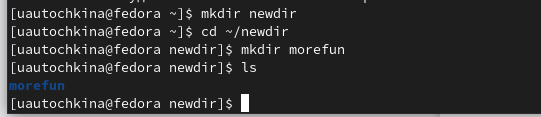 [uautochkina@fedora ~]$ mkdir newdir
[uautochkina@fedora ~]$ cd ~/newdir
[uautochkina@fedora newdir]$ mkdir morefun
[uautochkina@fedora newdir]$ ls
morefun
[uautochkina@fedora newdir]$